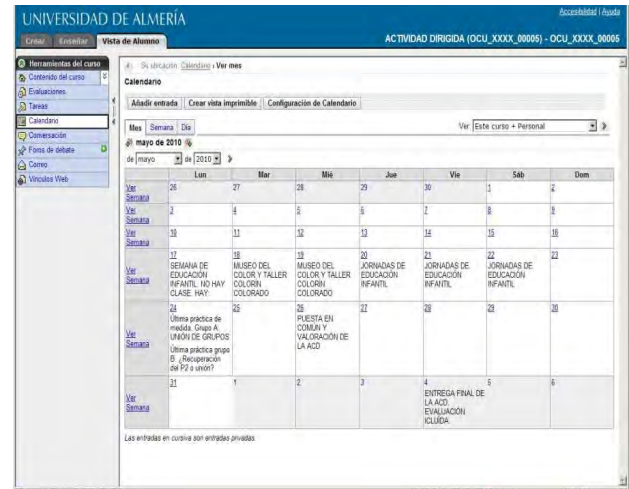 Accesibilidad | Ayuda
UNIVERSIDAD DE ALMERÍA
Crear Enseñar Vista de Alumno
ACTIVIDAD DIRIGIDA (OCU_XXXX_00005) - OCU_XXXX_00005
Herramientas del curso
Contenido del curso
Evaluaciones
Tareas
Calendario
Conversación
Foros de debate
Correo
Vínculos Web
Su ubicación: Calendario › Ver mes
Calendario
Añadir entrada Crear vista imprimible Configuración de Calendario
Mes Semana Día
Ver Este curso + Personal
mayo de 2010
de mayo de 2010
Lun Mar Mié Jue Vie Sáb Dom
Ver Semana
26 27 28 29 30 1 2
Ver Semana
3 4 5 6 7 8 9
Ver Semana
10 11 12 13 14 15 16
Ver Semana
17
SEMANA DE
EDUCACIÓN
INFANTIL. NO HAY
CLASE. HAY:
18
MUSEO DEL
COLOR Y TALLER
COLORÍN
COLORADO
19
MUSEO DEL
COLOR Y TALLER
COLORÍN
COLORADO
20
JORNADAS DE
EDUCACIÓN
INFANTIL
21
JORNADAS DE
EDUCACIÓN
INFANTIL
22
JORNADAS DE
EDUCACIÓN
INFANTIL
23
Ver Semana
24
Última práctica de
medida. Grupo A:
UNIÓN DE GRUPOS
Última práctica grupo
B. ¿Recuperación
del P2 o unión?
25
26
PUESTA EN
COMÚN Y
VALORACIÓN DE
LA ACD
27 28 29 30
Ver Semana
31 1 2 3
4
ENTREGA FINAL DE
LA ACD.
EVALUACIÓN
ICLUÍDA
5 6
Las entradas en cursiva son entradas privadas.